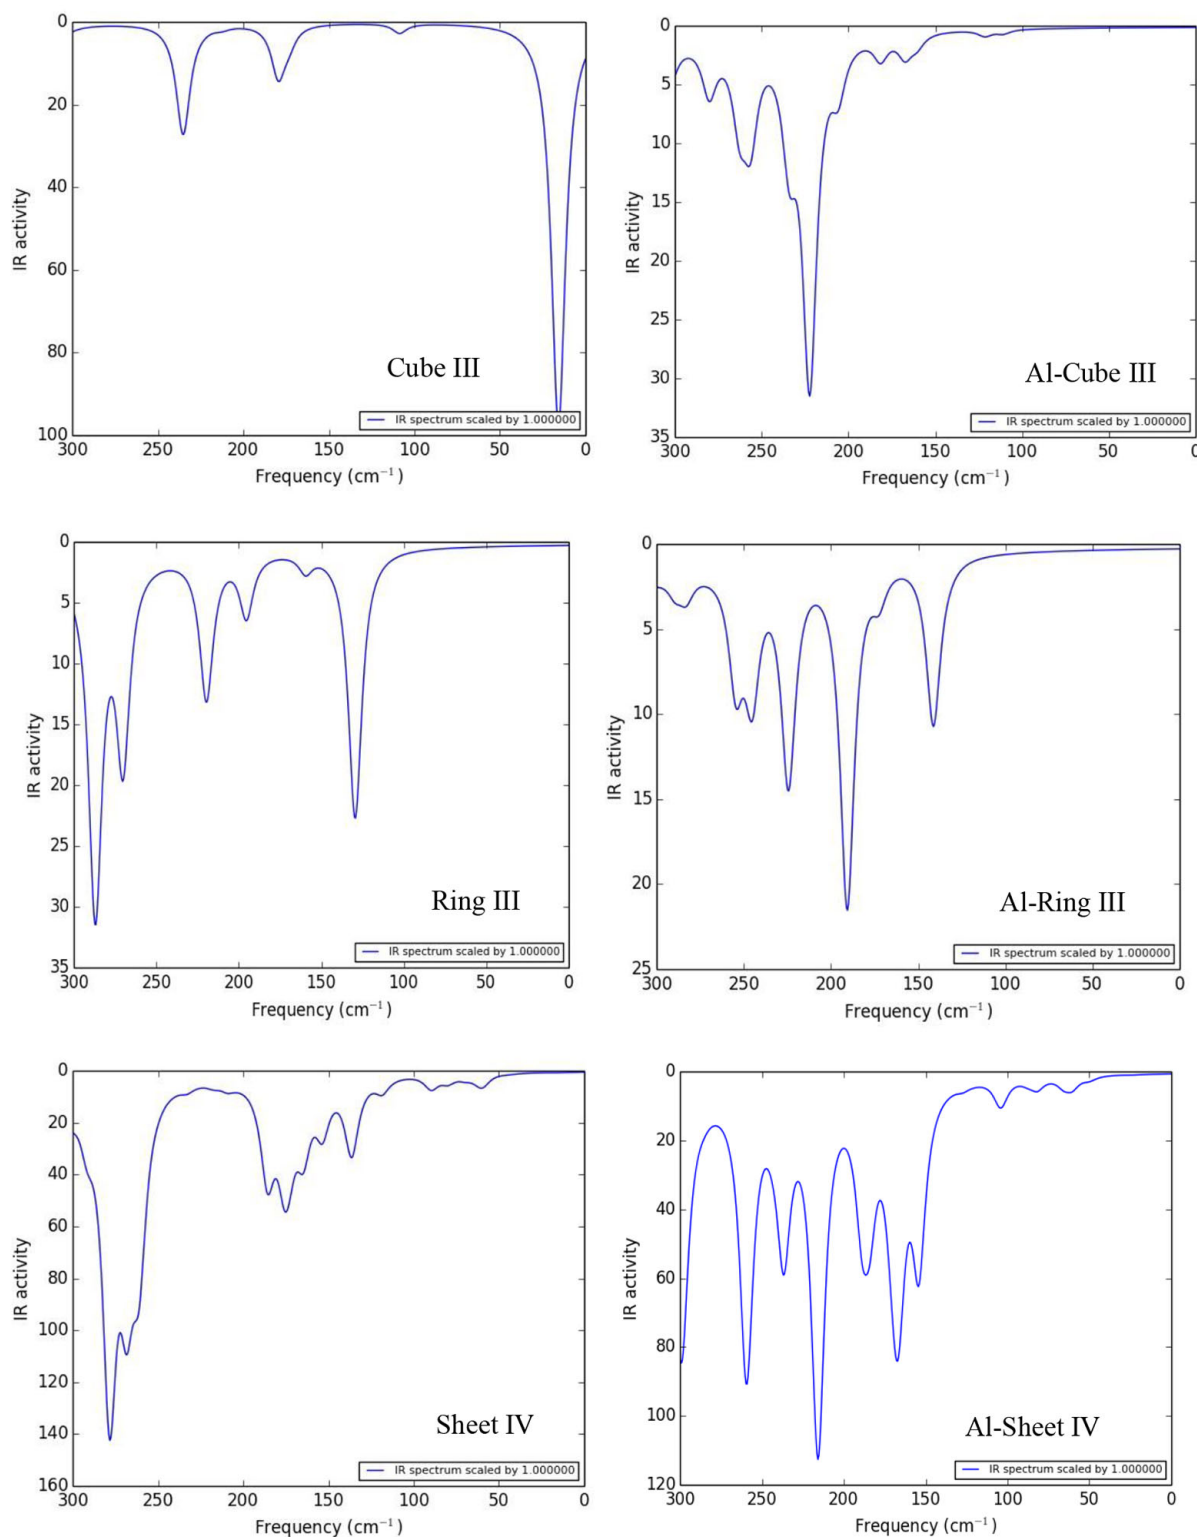 0
20
40
60
80
100
IR activity
Cube III
IR spectrum scaled by 1.000000
300 250 200 150 100 50 0
Frequency (cm⁻¹)
0
5
10
15
20
25
30
35
IR activity
Al-Cube III
IR spectrum scaled by 1.000000
300 250 200 150 100 50 0
Frequency (cm⁻¹)
0
5
10
15
20
25
30
35
IR activity
Ring III
IR spectrum scaled by 1.000000
300 250 200 150 100 50 0
Frequency (cm⁻¹)
0
5
10
15
20
25
IR activity
Al-Ring III
IR spectrum scaled by 1.000000
300 250 200 150 100 50 0
Frequency (cm⁻¹)
0
20
40
60
80
100
120
140
160
IR activity
Sheet IV
IR spectrum scaled by 1.000000
300 250 200 150 100 50 0
Frequency (cm⁻¹)
0
20
40
60
80
100
120
IR activity
Al-Sheet IV
IR spectrum scaled by 1.000000
300 250 200 150 100 50 0
Frequency (cm⁻¹)